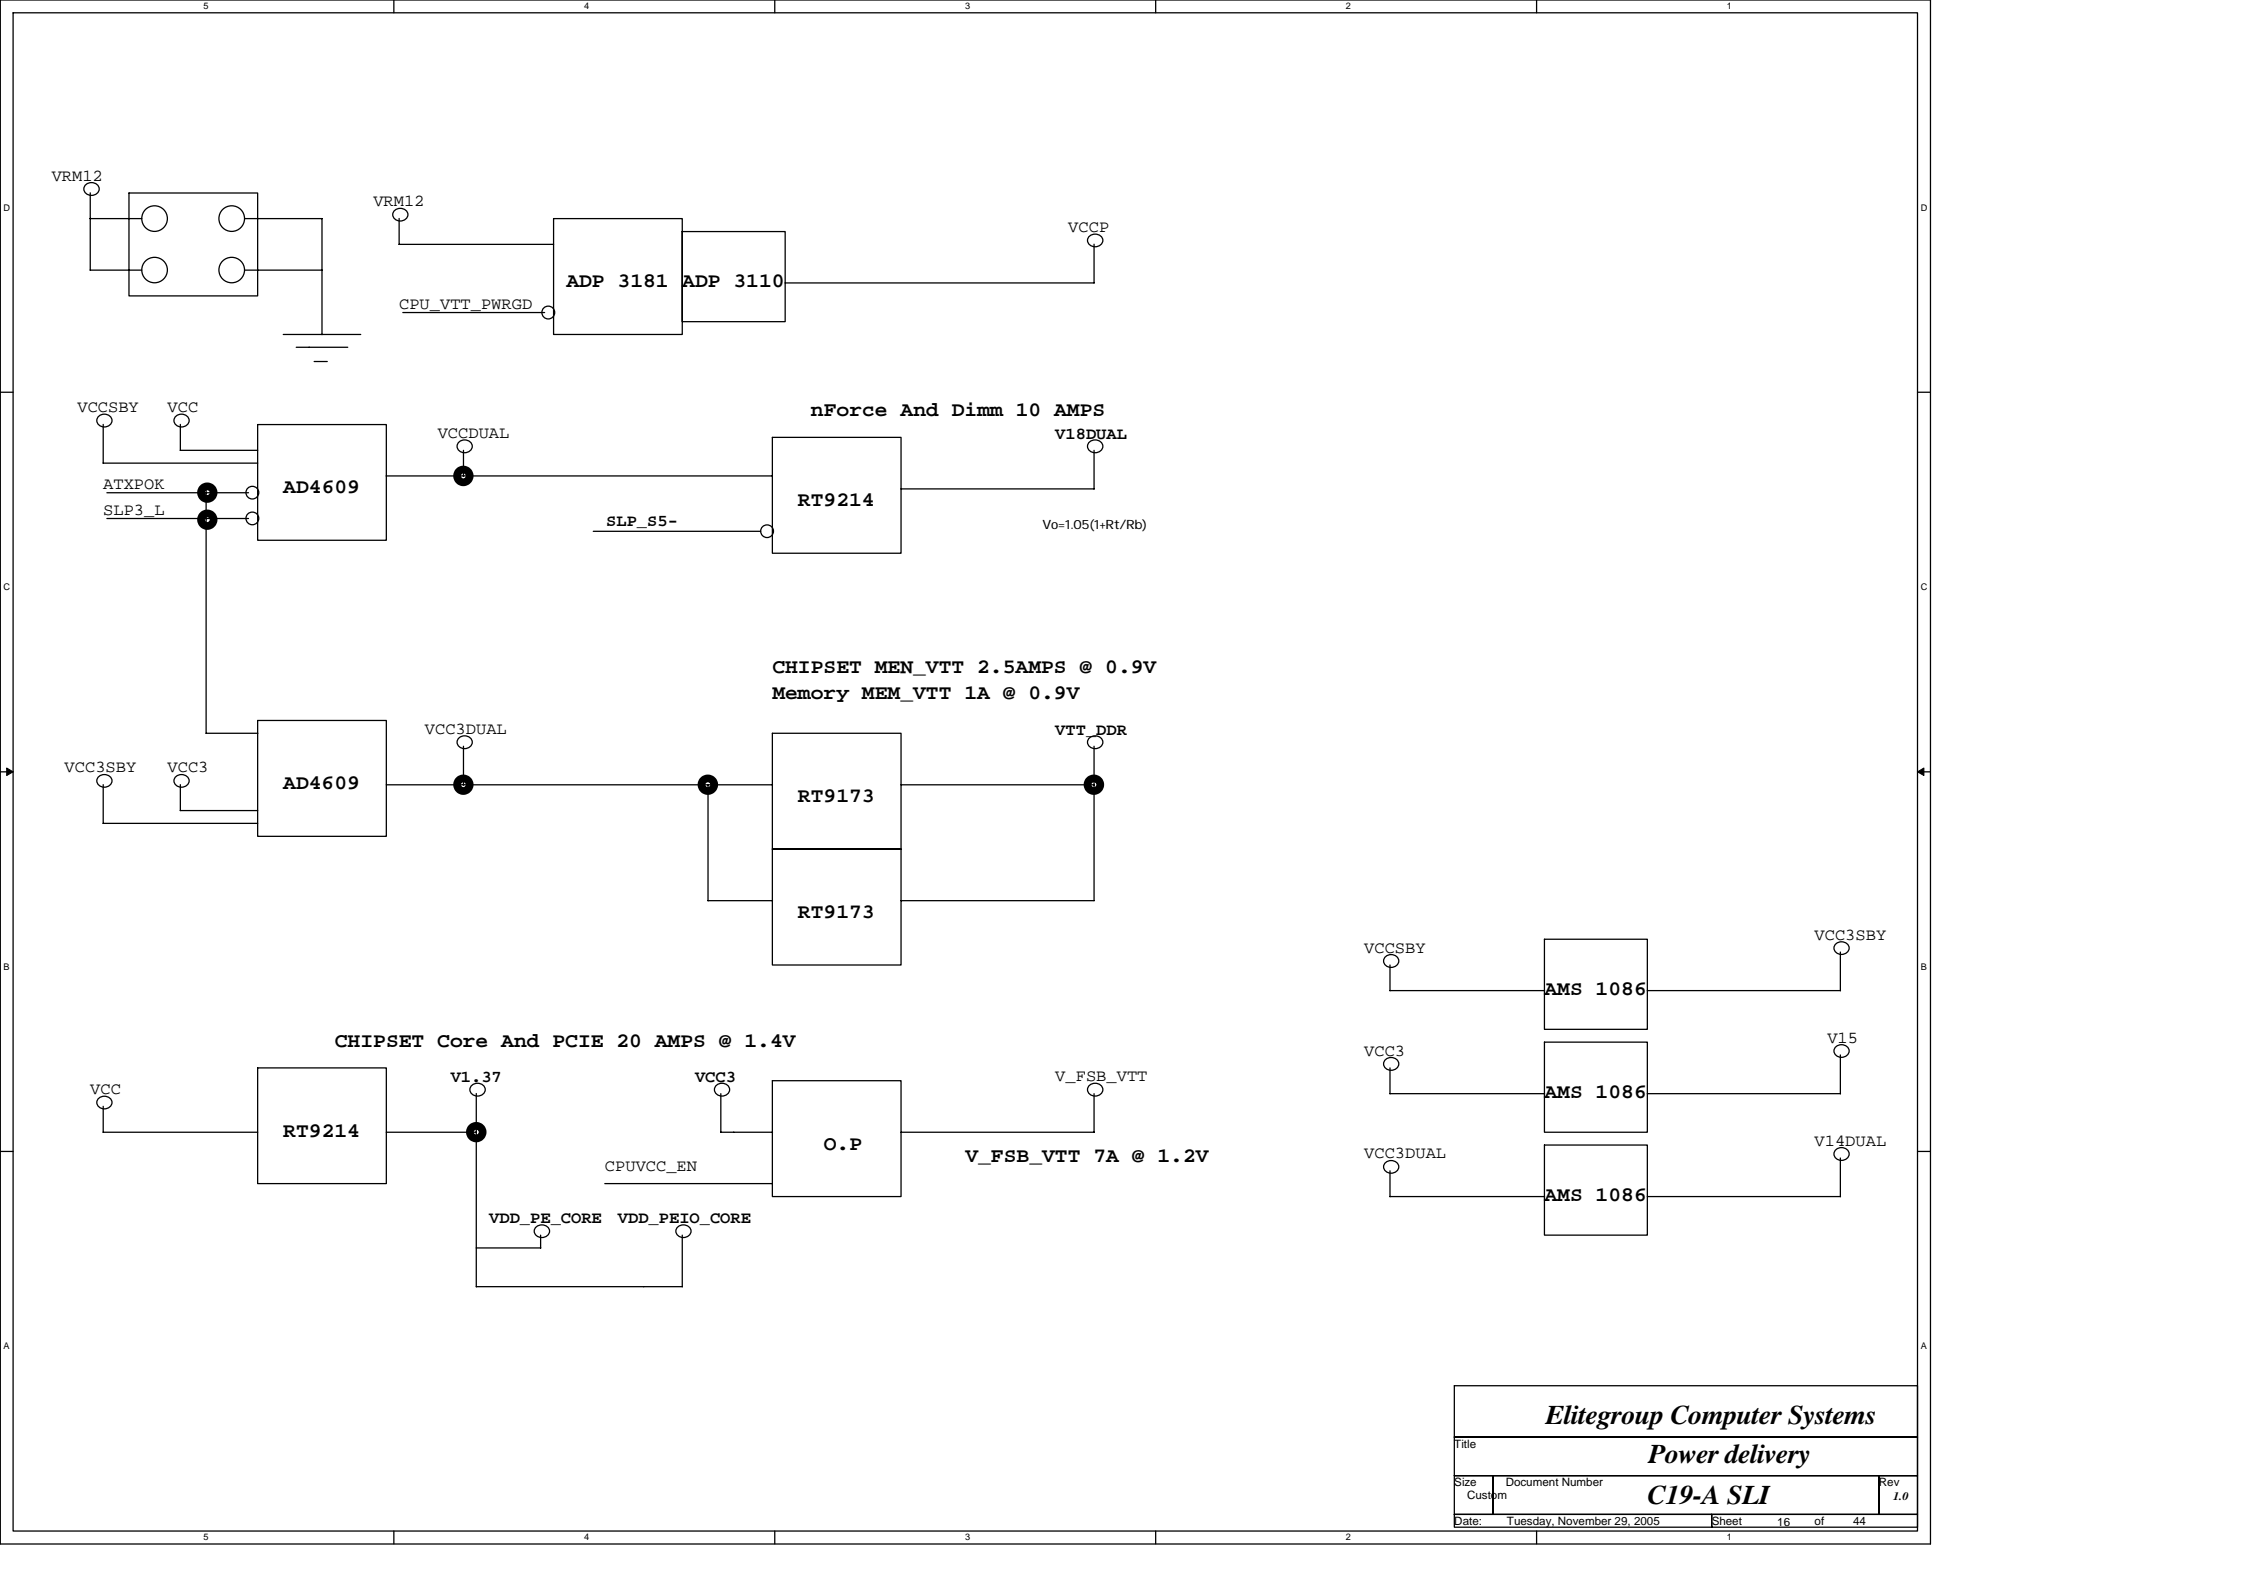 5 4 3 2 1
D D
C C
B B
A A
VRM12
VRM12
VCCP
ADP 3181 ADP 3110
CPU_VTT_PWRGD
VCCSBY VCC
nForce And Dimm 10 AMPS
VCCDUAL
V18DUAL
ATXPOK
AD4609
SLP3_L
RT9214
SLP_S5-
Vo=1.05(1+Rt/Rb)
CHIPSET MEN_VTT 2.5AMPS @ 0.9V
Memory MEM_VTT 1A @ 0.9V
VCC3DUAL
VTT_DDR
VCC3SBY VCC3
AD4609
RT9173
RT9173
VCCSBY
AMS 1086
VCC3SBY
CHIPSET Core And PCIE 20 AMPS @ 1.4V
VCC3
AMS 1086
V15
VCC
RT9214
V1.37
VCC3
O.P
V_FSB_VTT
V_FSB_VTT 7A @ 1.2V
CPUVCC_EN
VCC3DUAL
AMS 1086
V14DUAL
VDD_PE_CORE VDD_PEIO_CORE
Elitegroup Computer Systems
Title
Power delivery
Size Document Number Rev
Custom C19-A SLI 1.0
Date: Tuesday, November 29, 2005 Sheet 16 of 44
5 4 3 2 1